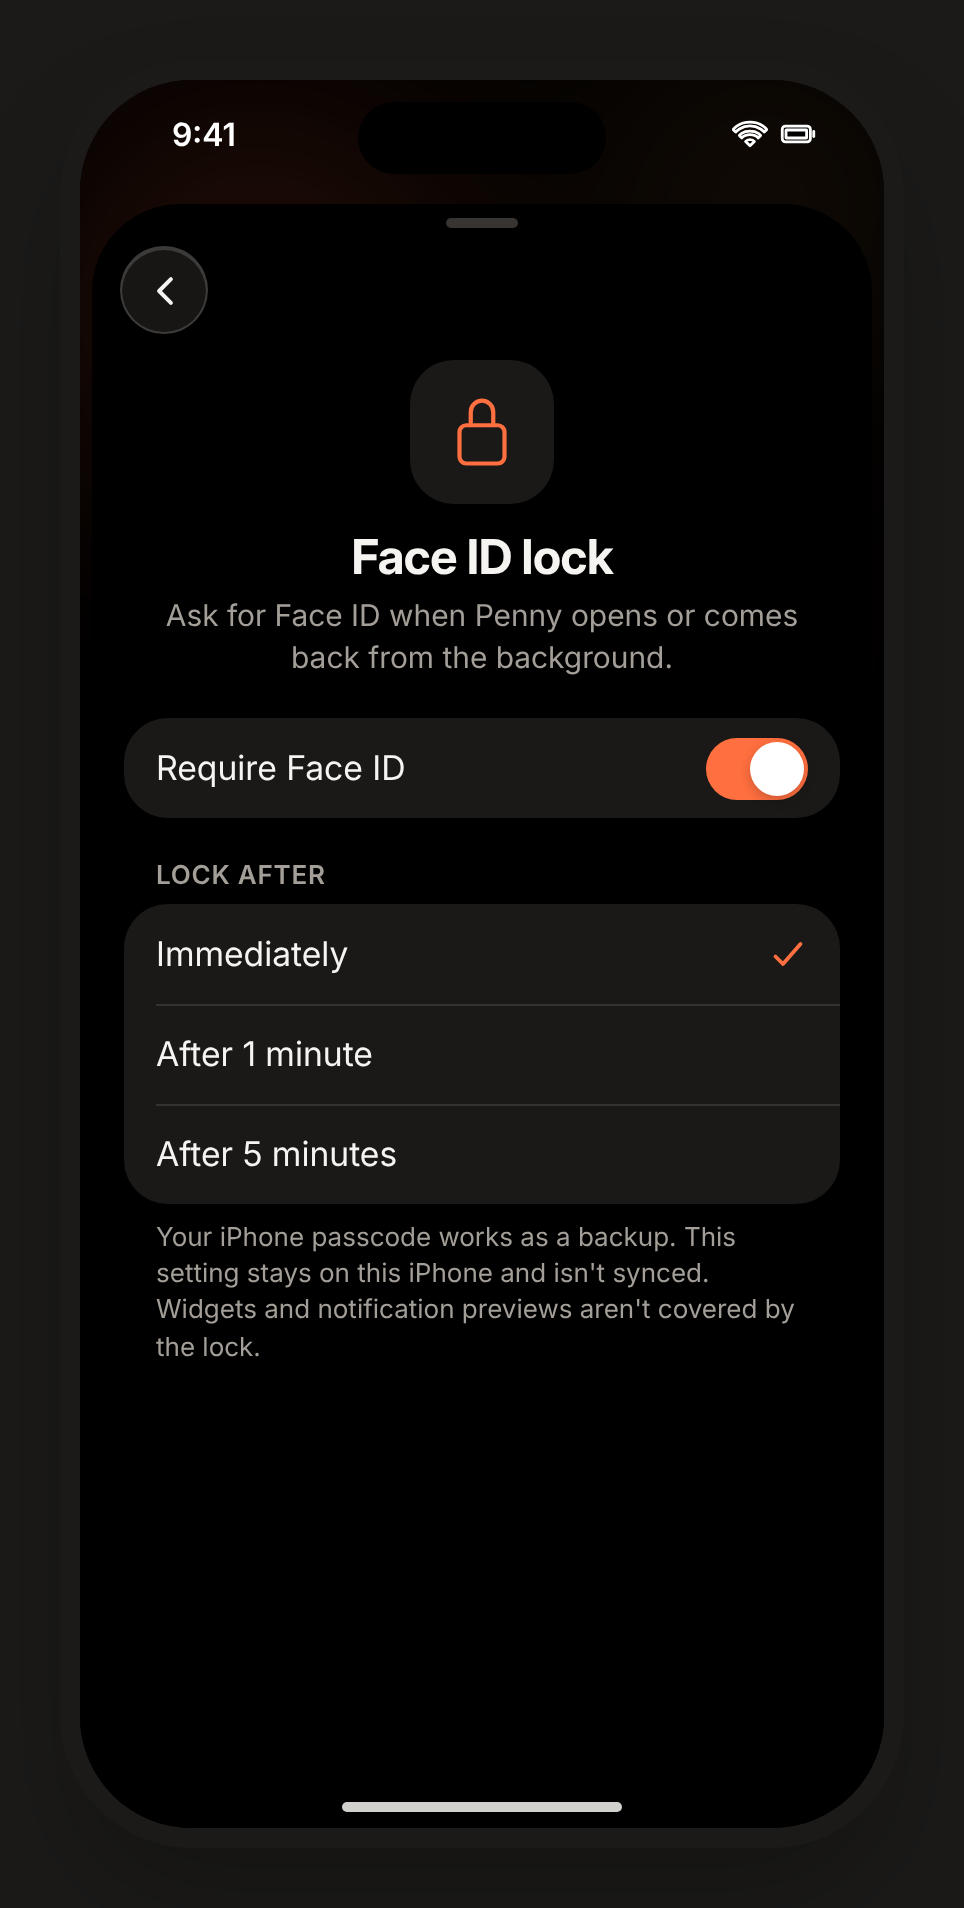 9:41
Face ID lock
Ask for Face ID when Penny opens or comes
back from the background.
Require Face ID
LOCK AFTER
Immediately
After 1 minute
After 5 minutes
Your iPhone passcode works as a backup. This
setting stays on this iPhone and isn't synced.
Widgets and notification previews aren't covered by
the lock.